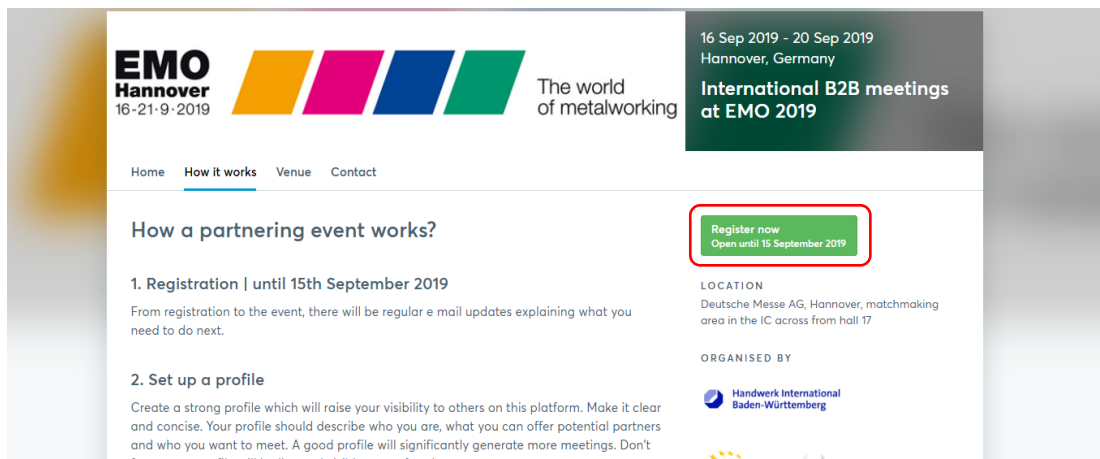 EMO
Hannover
16-21·9·2019
The world
of metalworking
16 Sep 2019 - 20 Sep 2019
Hannover, Germany
International B2B meetings
at EMO 2019
Home How it works Venue Contact
How a partnering event works?
1. Registration | until 15th September 2019
From registration to the event, there will be regular e mail updates explaining what you
need to do next.
2. Set up a profile
Create a strong profile which will raise your visibility to others on this platform. Make it clear
and concise. Your profile should describe who you are, what you can offer potential partners
and who you want to meet. A good profile will significantly generate more meetings. Don't
Register now
Open until 15 September 2019
LOCATION
Deutsche Messe AG, Hannover, matchmaking
area in the IC across from hall 17
ORGANISED BY
Handwerk International
Baden-Württemberg